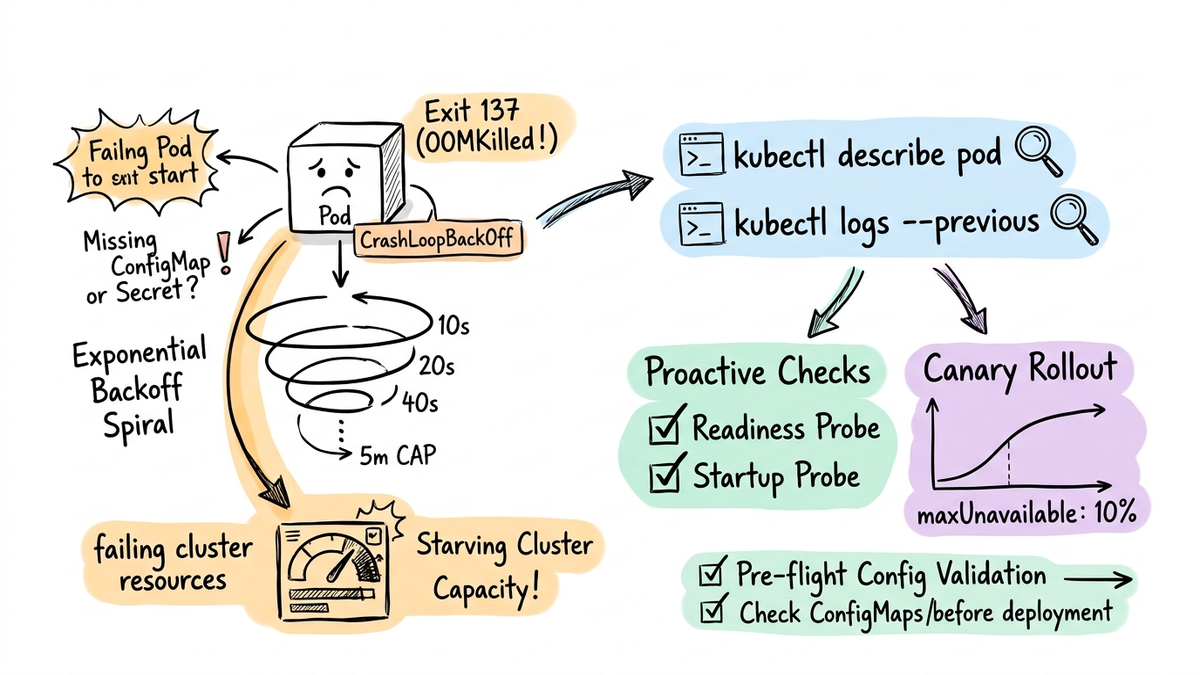 Failng Pod
to exit start
Exit 137
(OOMKilled!)
Pod
CrashLoopBackOff
Missing
ConfigMap
or Secret?
!
Exponential
Backoff
Spiral
10s
20s
40s
5m CAP
failing cluster
resources
Starving Cluster
Capacity!
>_ kubectl describe pod
>_ kubectl logs --previous
Proactive Checks
Readiness Probe
Startup Probe
Canary Rollout
maxUnavailable: 10%
Pre-flight Config Validation
Check ConfigMaps/before deployment